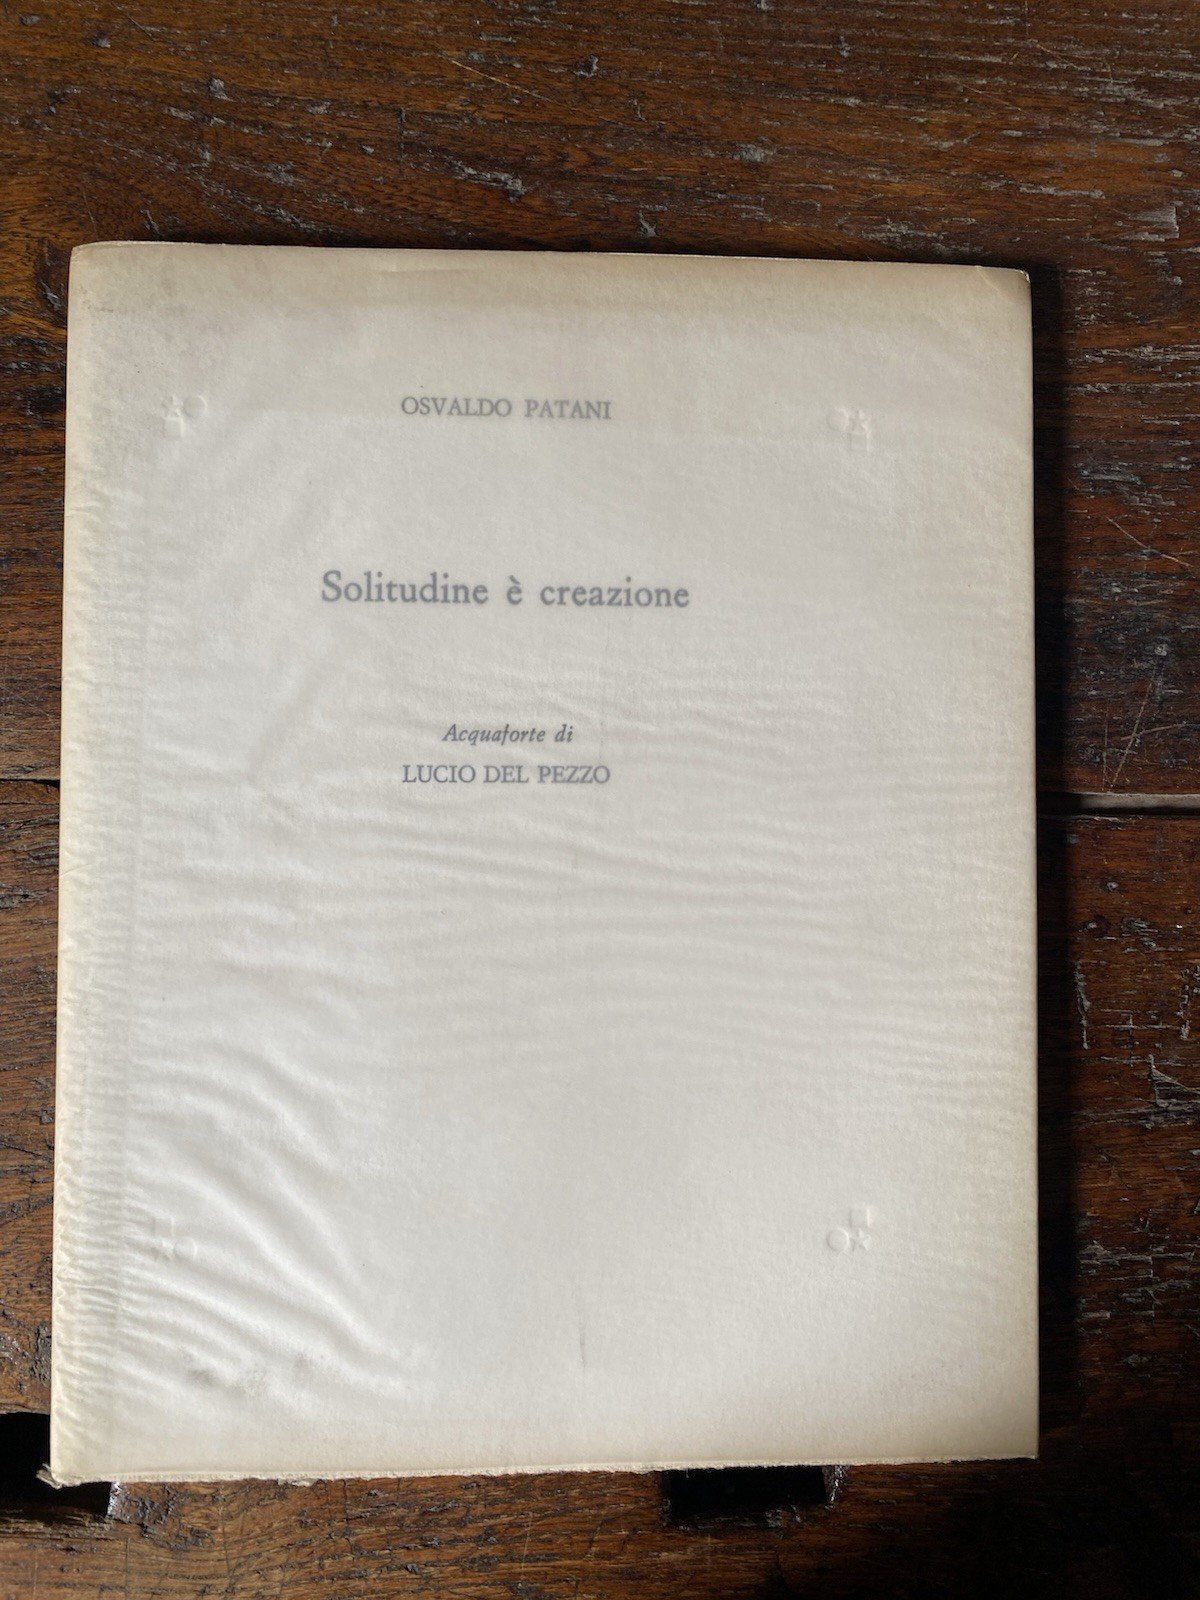 OSVALDO PATANI
Solitudine è creazione
Acquaforte di
LUCIO DEL PEZZO